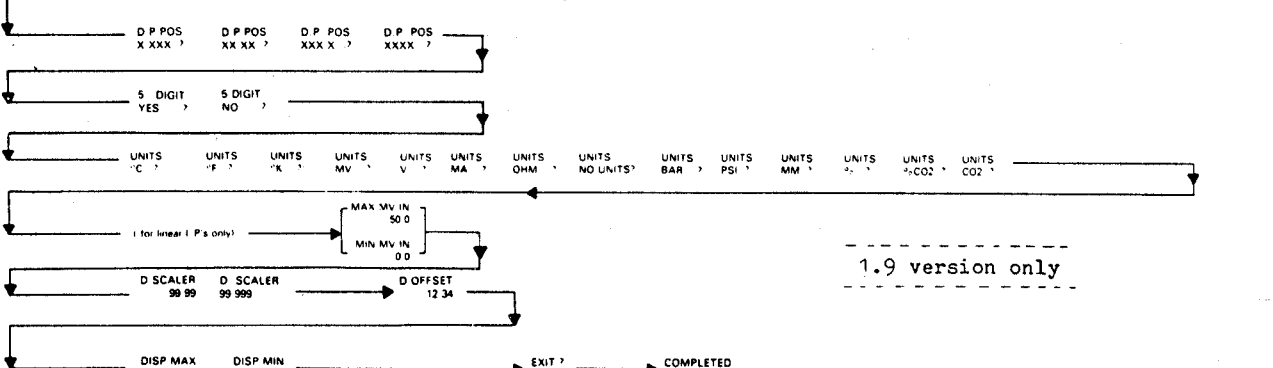 D P POS D P POS D.P. POS D.P. POS
X XXX ? XX XX ? XXX X ? XXXX ?
5 DIGIT 5 DIGIT
YES ? NO ?
UNITS UNITS UNITS UNITS UNITS UNITS UNITS UNITS UNITS UNITS UNITS UNITS UNITS UNITS
°C ? °F ? °K ? MV ? V ? MA ? OHM ? NO UNITS? BAR ? PSI ? MM ? % ? %CO2 ? CO2 ?
MAX MV IN
50 0
( for linear I P's only)
MIN MV IN
0 0
D SCALER D SCALER D OFFSET
99 99 99 999 12 34
1.9 version only
DISP MAX DISP MIN EXIT ? COMPLETED